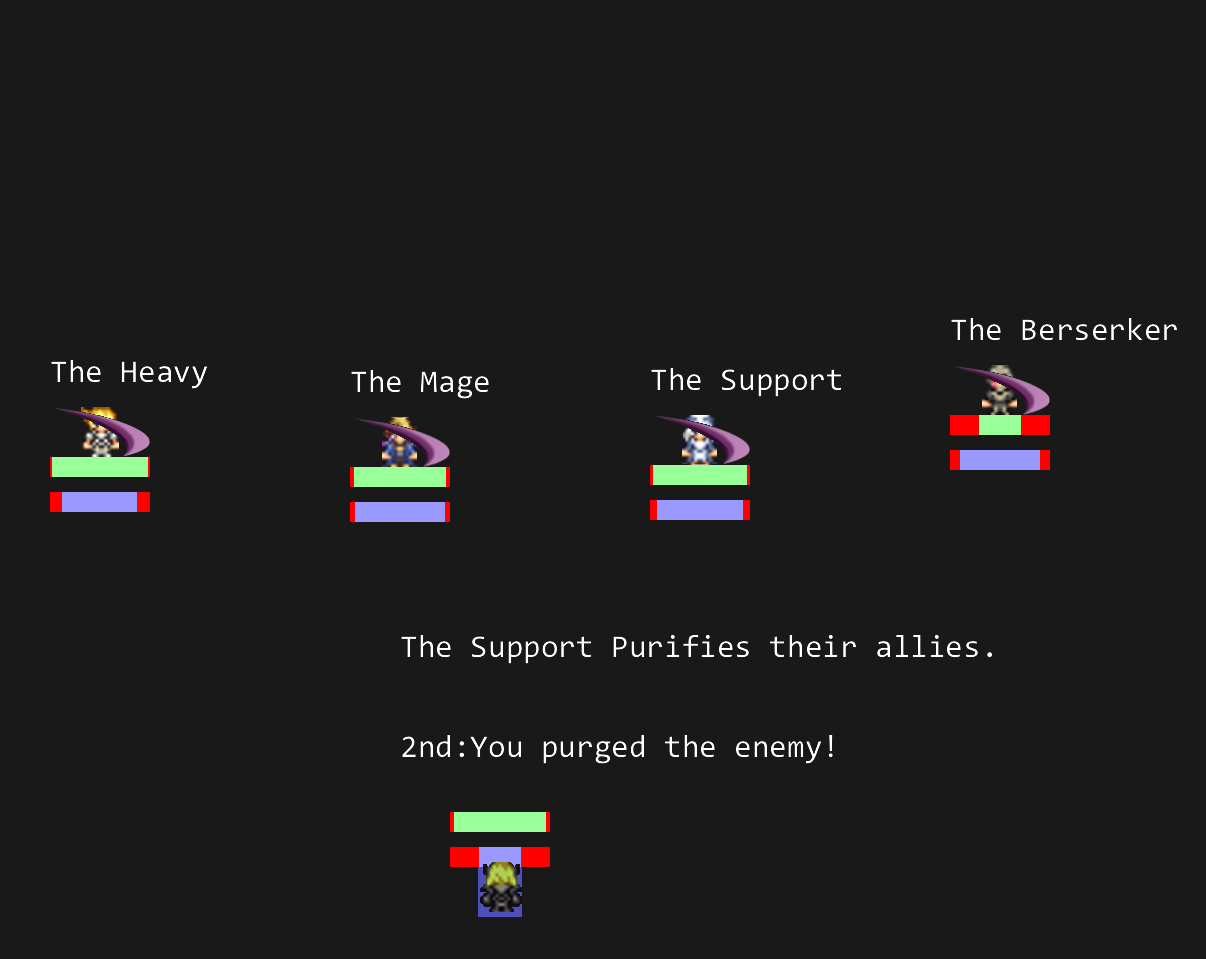 The Berserker
The Heavy
The Mage
The Support
The Support Purifies their allies.
2nd:You purged the enemy!